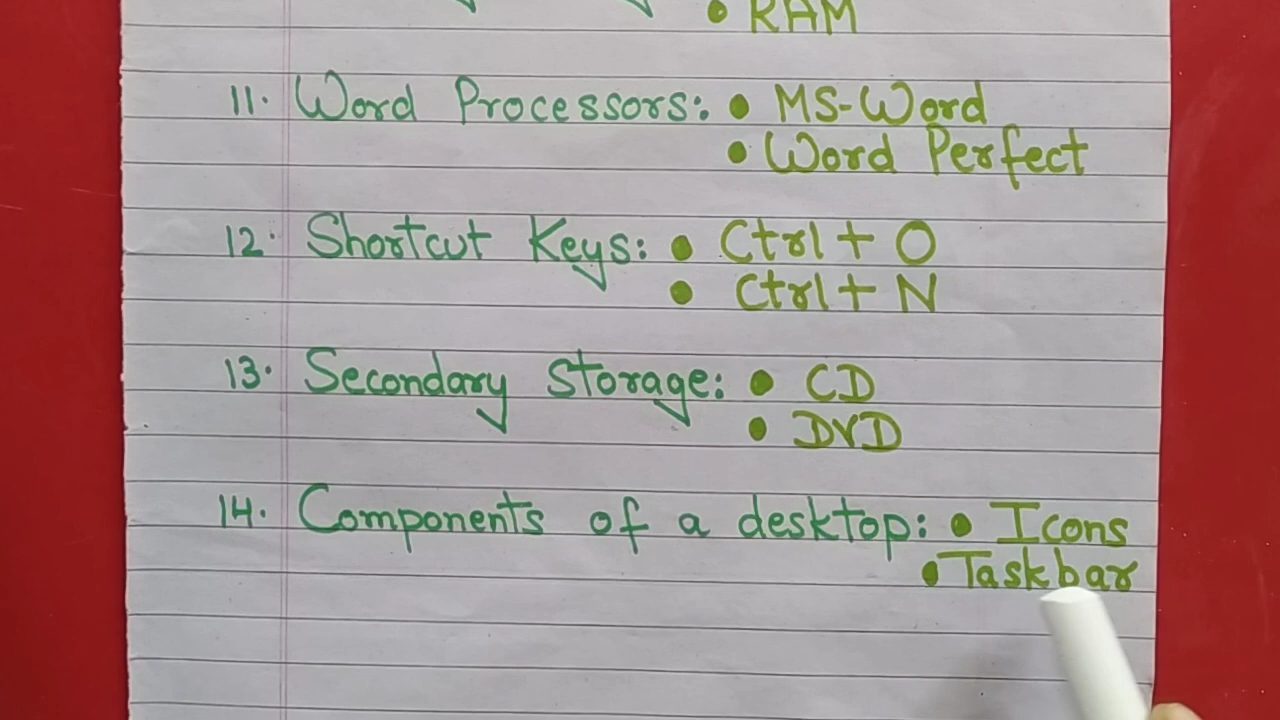 • RAM
11. Word Processors: • MS-Word
• Word Perfect
12. Shortcut Keys: • Ctrl + O
• Ctrl + N
13. Secondary Storage: • CD
• DVD
14. Components of a desktop: • Icons
• Taskbar